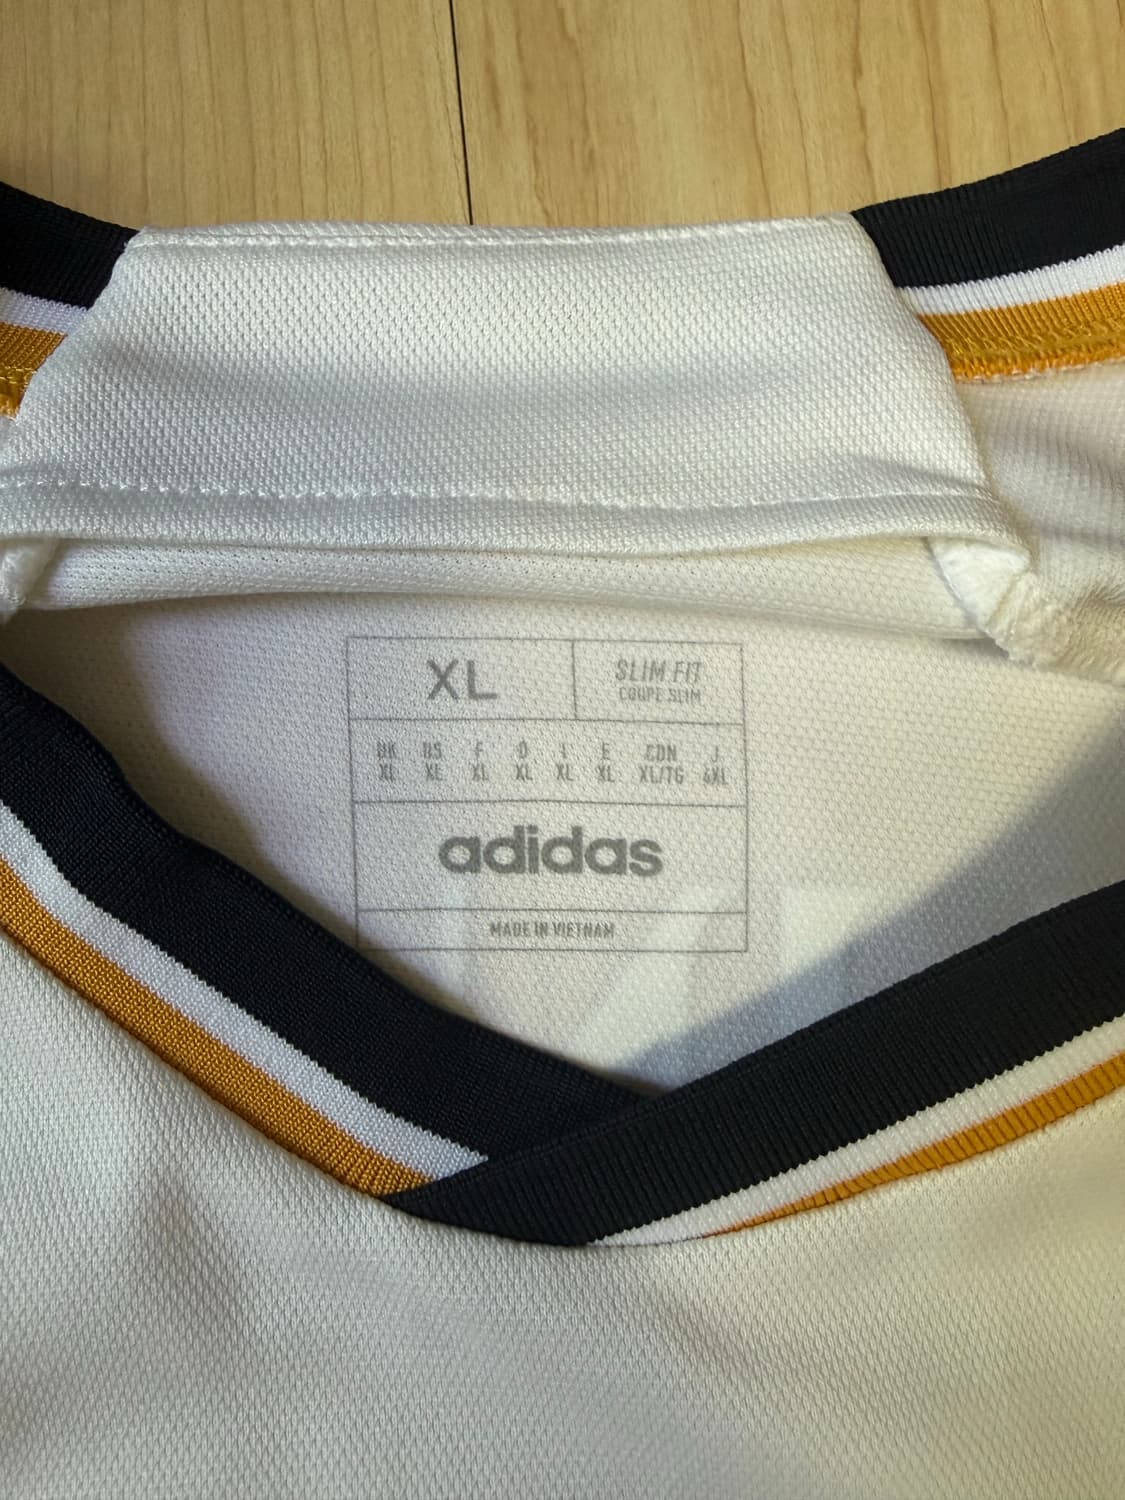 XL
SLIM FIT
COUPE SLIM
UK US F D I E CDN J
XL XL XL XL XL XL XL/TG 4XL
adidas
MADE IN VIETNAM